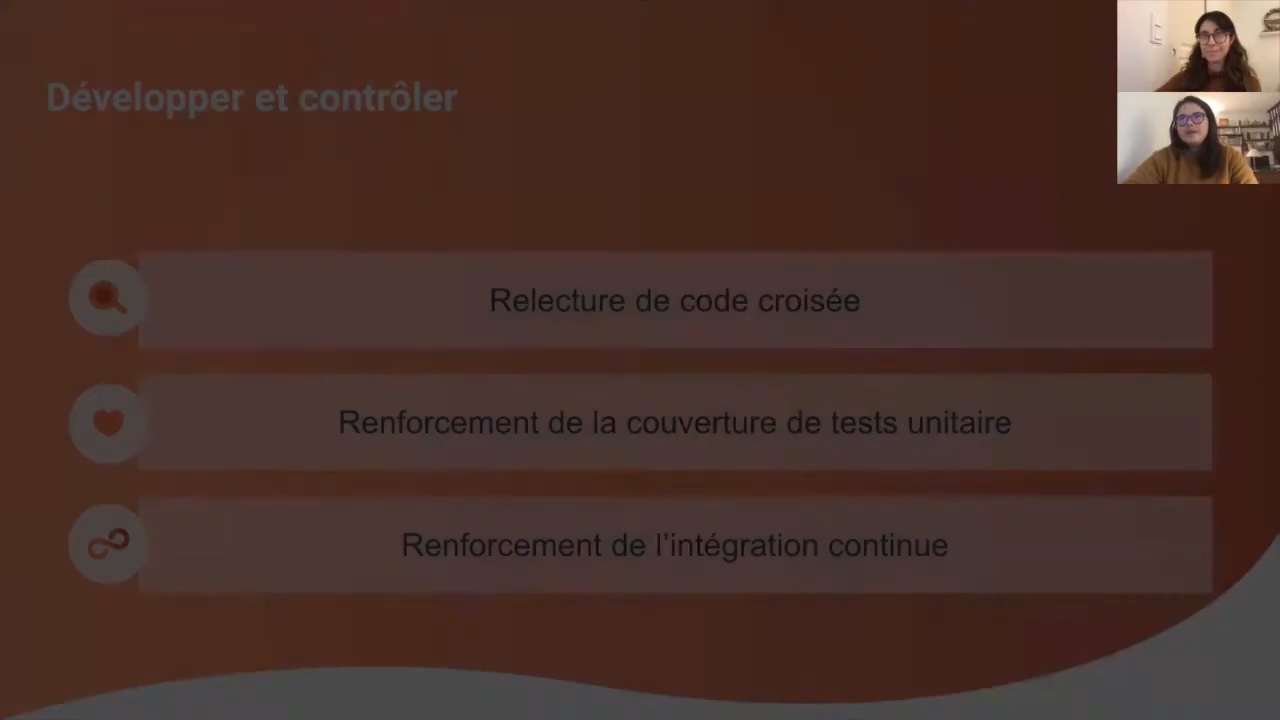 Développer et contrôler
Relecture de code croisée
Renforcement de la couverture de tests unitaire
Renforcement de l’intégration continue